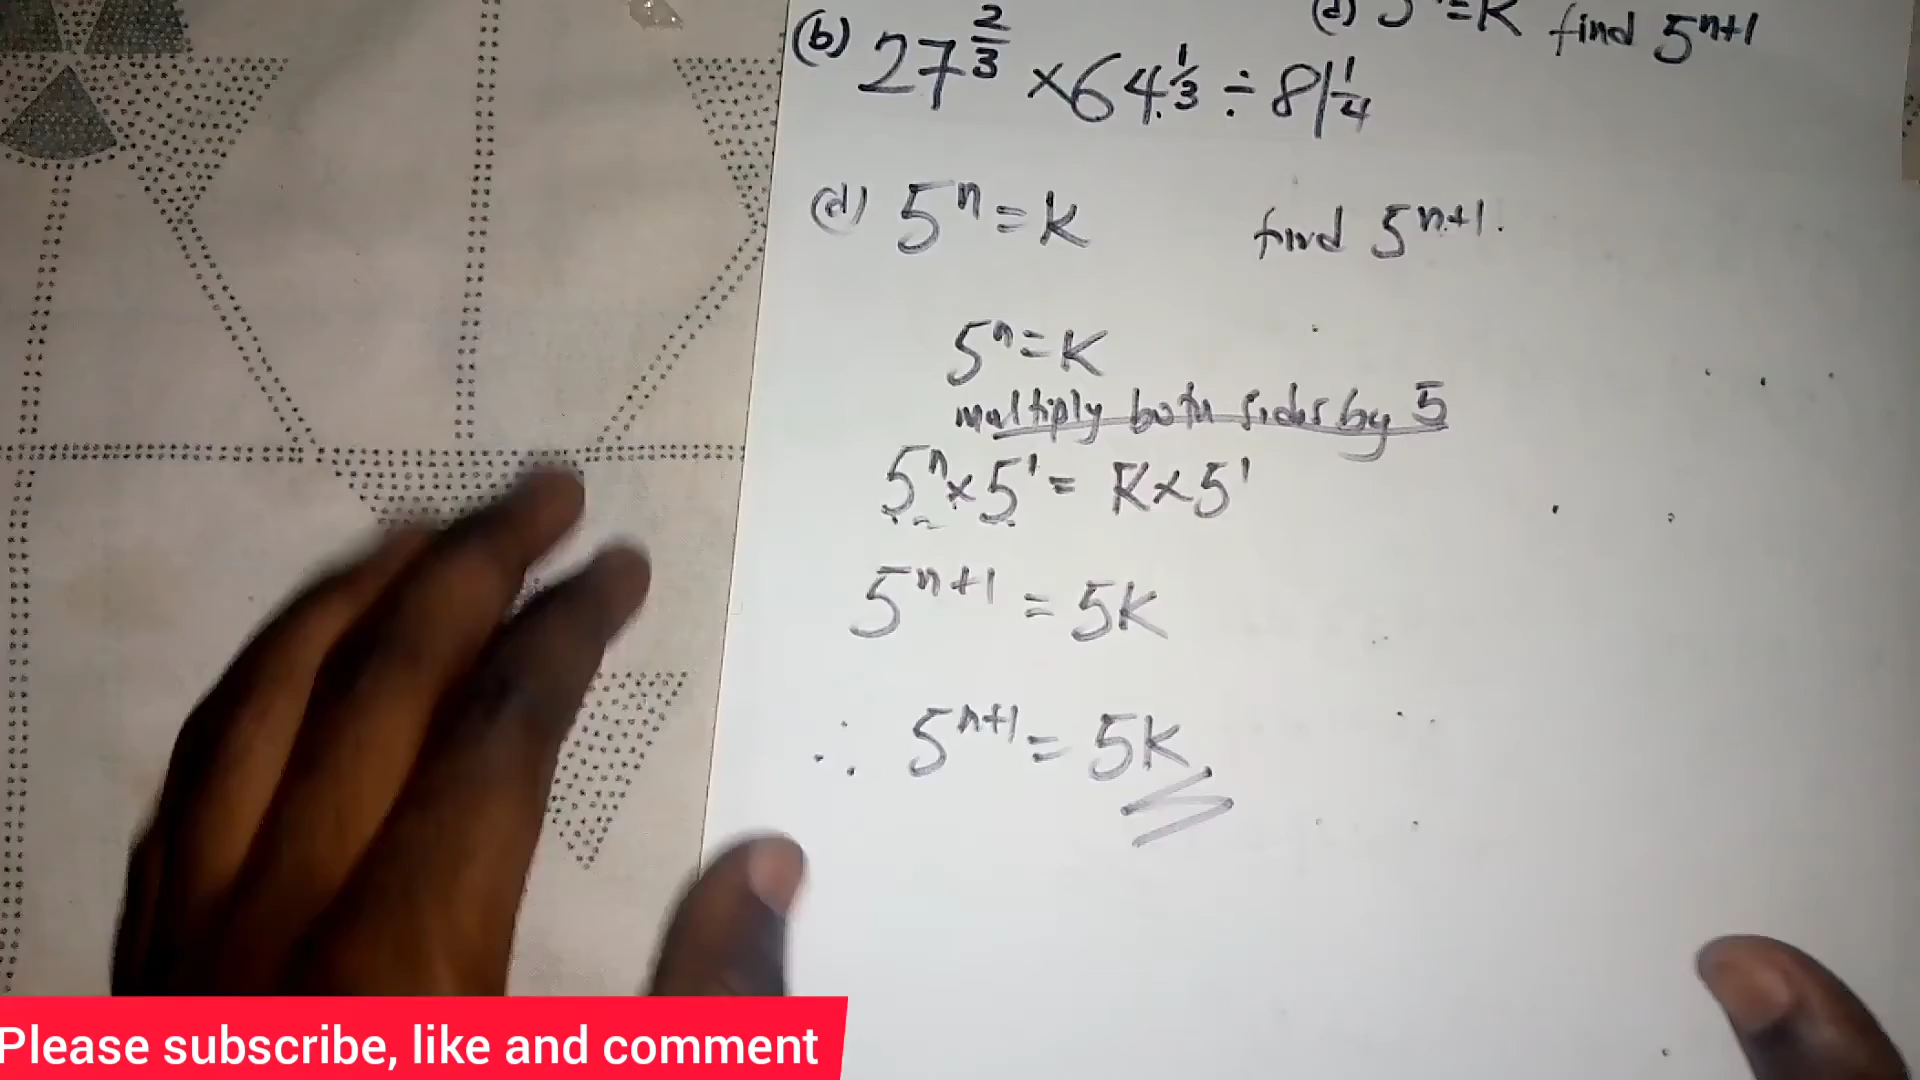 (d) 5ⁿ=K find 5ⁿ⁺¹
(b) 27^(2/3) ×64^(1/3) ÷ 81^(1/4)
(d) 5ⁿ=K find 5ⁿ⁺¹.
5ⁿ=K
multiply both sides by 5
5ⁿ×5¹= K×5¹
5ⁿ⁺¹ = 5K
∴ 5ⁿ⁺¹= 5K
Please subscribe, like and comment